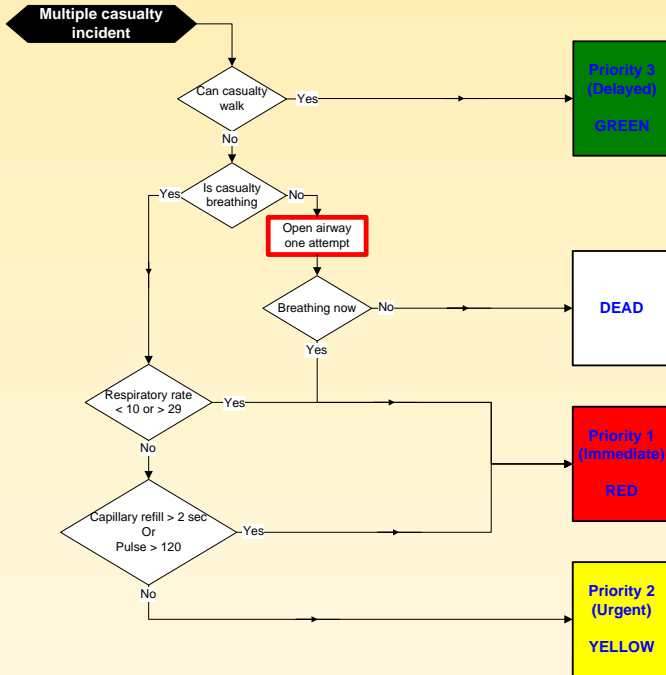 Multiple casualty
incident
Can casualty
walk
Yes
Priority 3
(Delayed)
GREEN
No
Is casualty
breathing
Yes
No
Open airway
one attempt
Breathing now
No
DEAD
Yes
Respiratory rate
< 10 or > 29
Yes
Priority 1
(Immediate)
RED
No
Capillary refill > 2 sec
Or
Pulse > 120
Yes
No
Priority 2
(Urgent)
YELLOW